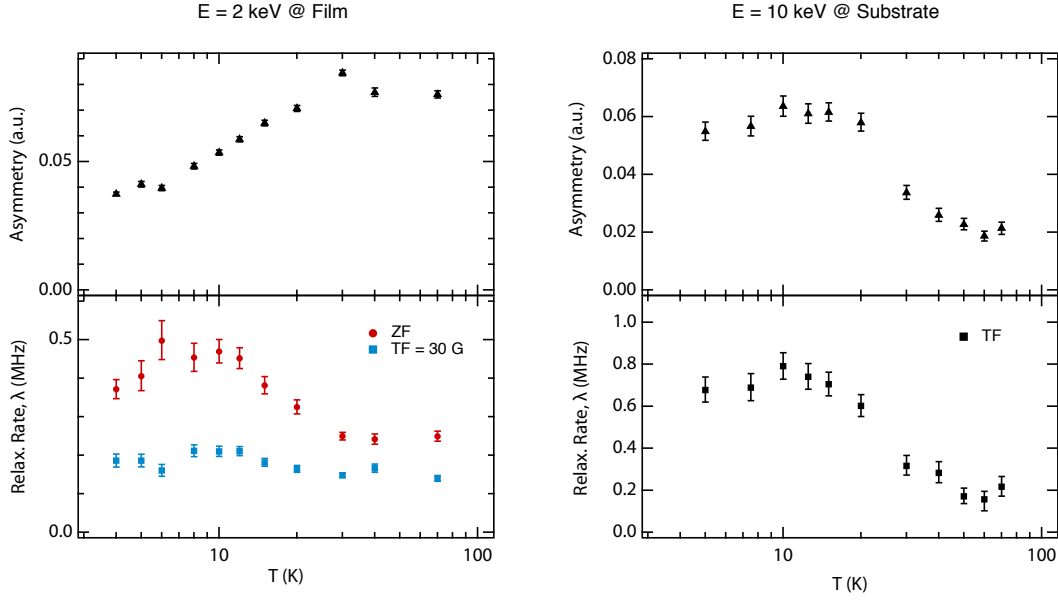 E = 2 keV @ Film
E = 10 keV @ Substrate
Asymmetry (a.u.)
0.05
0.00
Relax. Rate, λ (MHz)
0.5
0.0
ZF
TF = 30 G
10
100
T (K)
Asymmetry (a.u.)
0.08
0.06
0.04
0.02
0.00
Relax. Rate, λ (MHz)
1.0
0.8
0.6
0.4
0.2
0.0
TF
10
100
T (K)